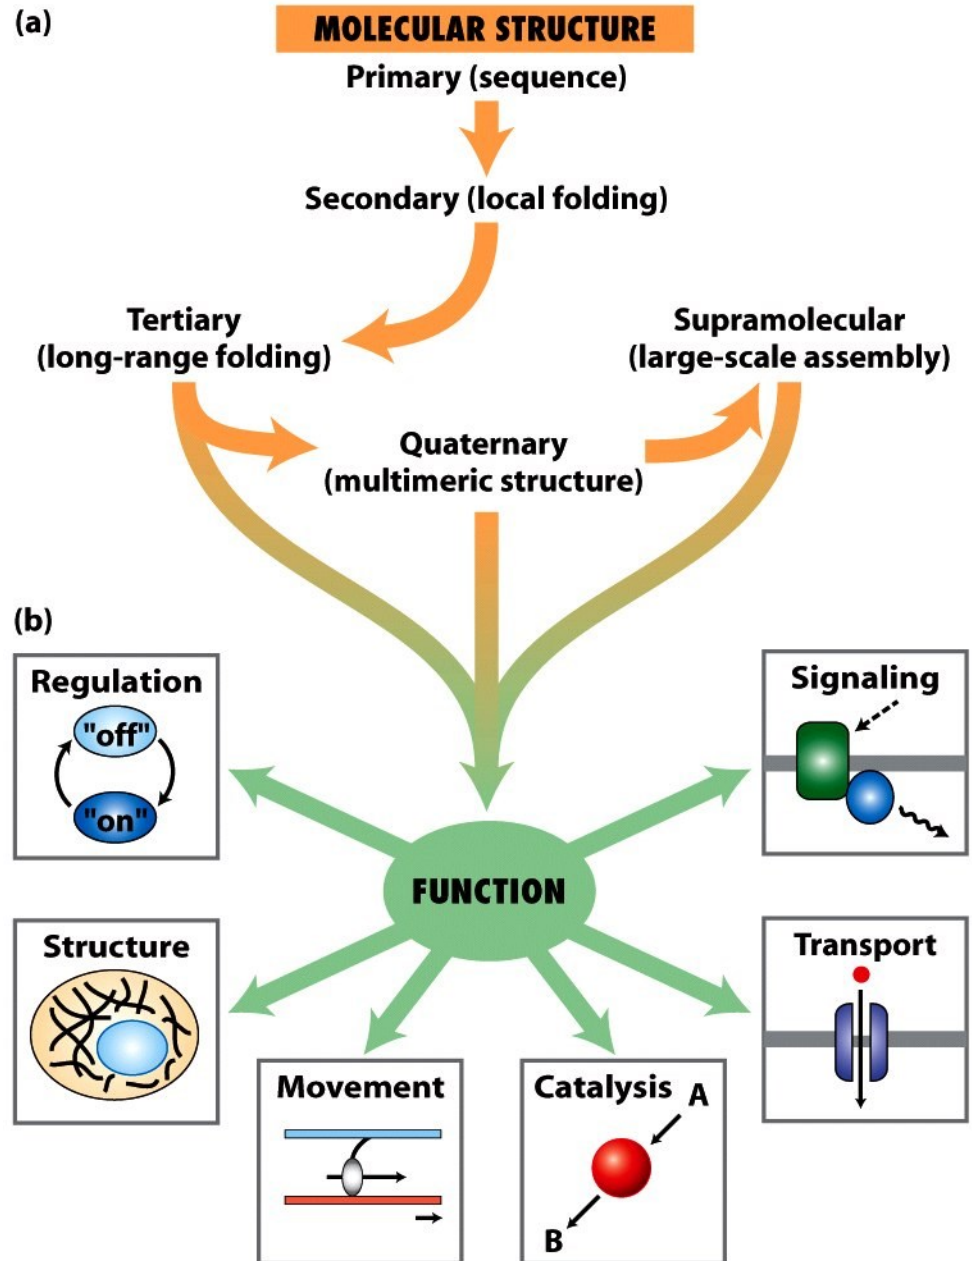 (a)
MOLECULAR STRUCTURE
Primary (sequence)
Secondary (local folding)
Tertiary
(long-range folding)
Supramolecular
(large-scale assembly)
Quaternary
(multimeric structure)
(b)
Regulation
"off"
"on"
Signaling
FUNCTION
Structure
Transport
Movement
Catalysis
A
B